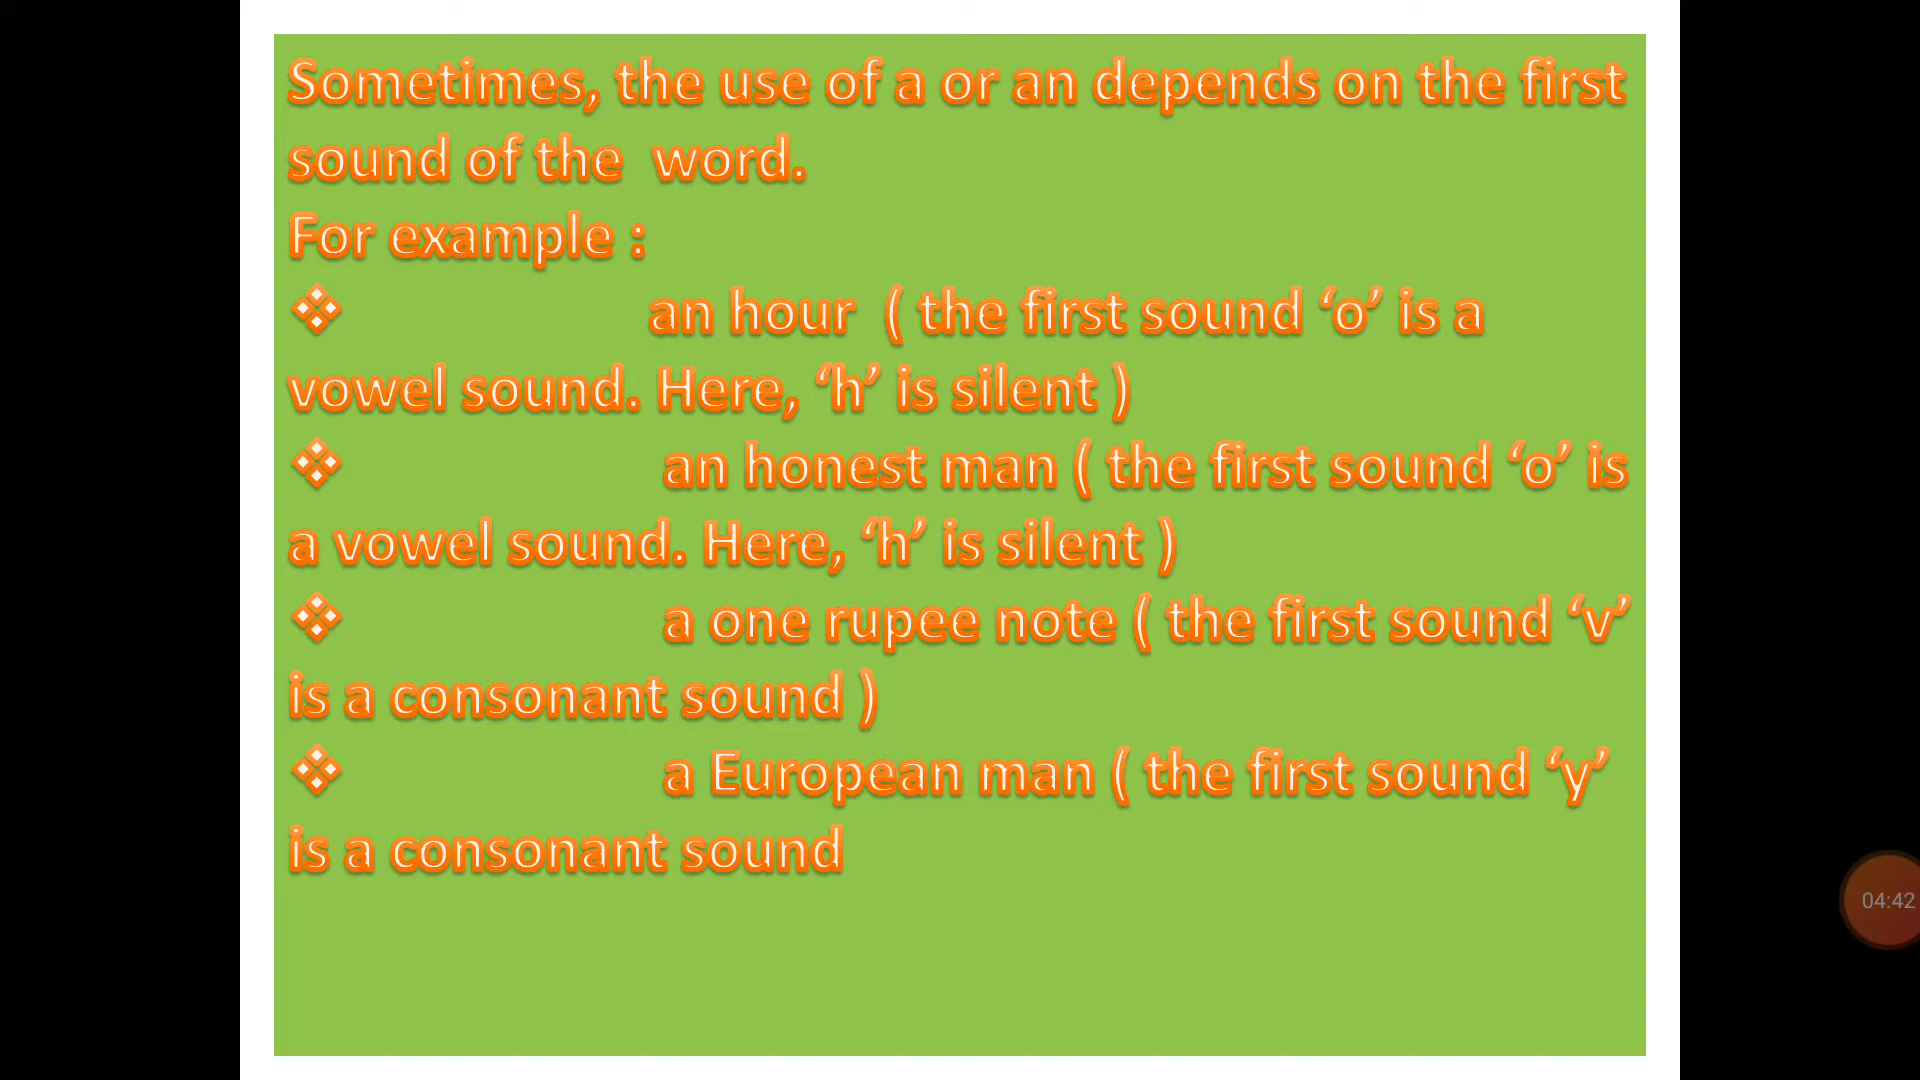 Sometimes, the use of a or an depends on the first
sound of the word.
For example :
❖ an hour ( the first sound ‘o’ is a
vowel sound. Here, ‘h’ is silent )
❖ an honest man ( the first sound ‘o’ is
a vowel sound. Here, ‘h’ is silent )
❖ a one rupee note ( the first sound ‘v’
is a consonant sound )
❖ a European man ( the first sound ‘y’
is a consonant sound
04:42